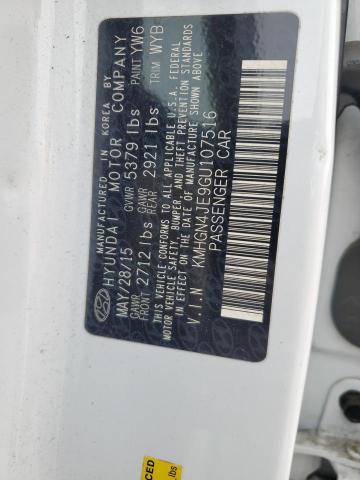 MANUFACTURED IN KOREA BY
HYUNDAI MOTOR COMPANY
MAY/28/15 GVWR 5379 lbs PAINT YW6
GAWR FRONT 2712 lbs GAWR REAR 2921 lbs TRIM WYB
THIS VEHICLE CONFORMS TO ALL APPLICABLE U.S.A. FEDERAL
MOTOR VEHICLE SAFETY, BUMPER, AND THEFT PREVENTION STANDARDS
IN EFFECT ON THE DATE OF MANUFACTURE SHOWN ABOVE
V.I.N KMHGN4JE9GU107516
PASSENGER CAR
lbs